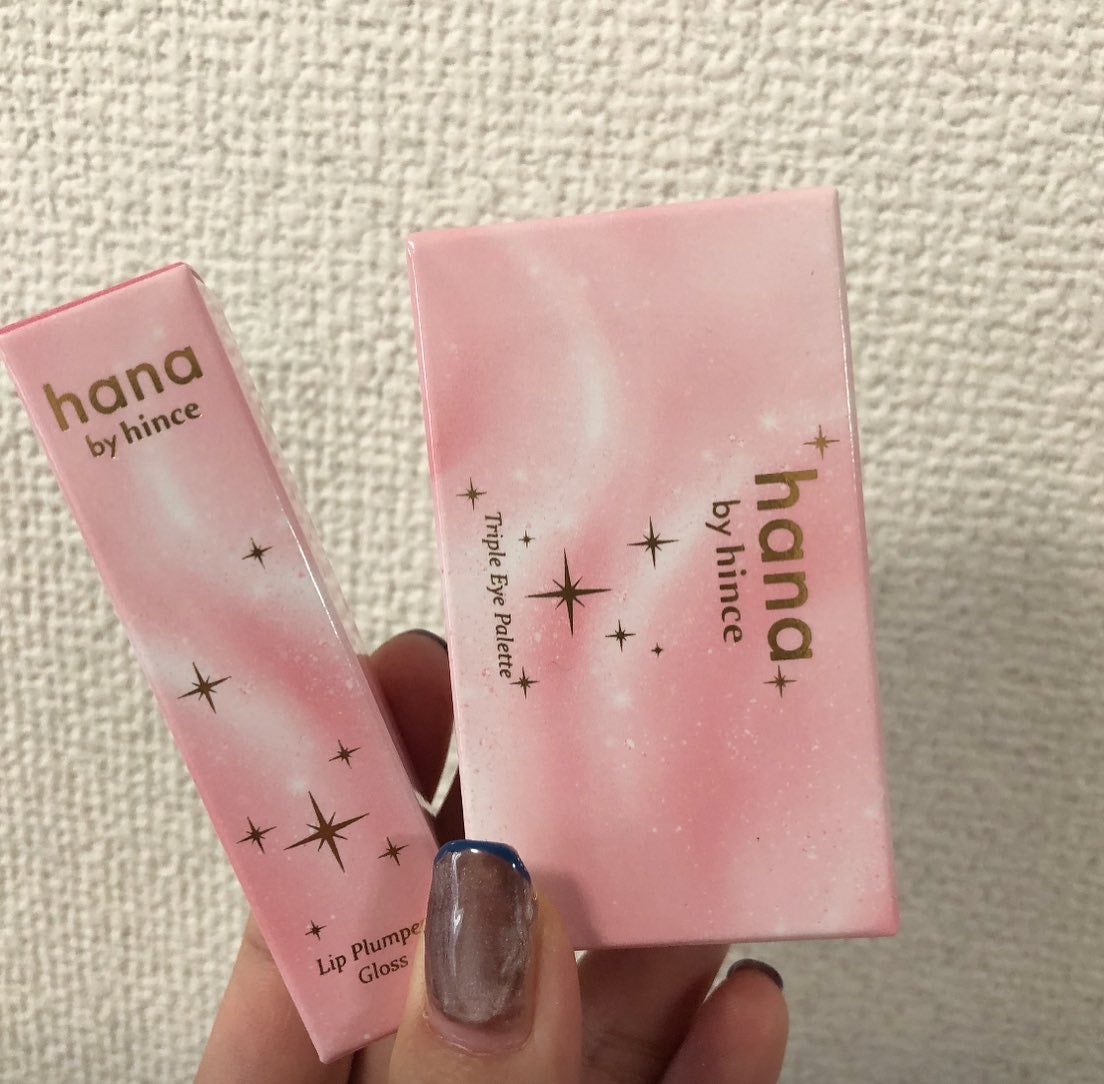 hana
by hince
Lip Plumper
Gloss
hana
by hince
Triple Eye Palette